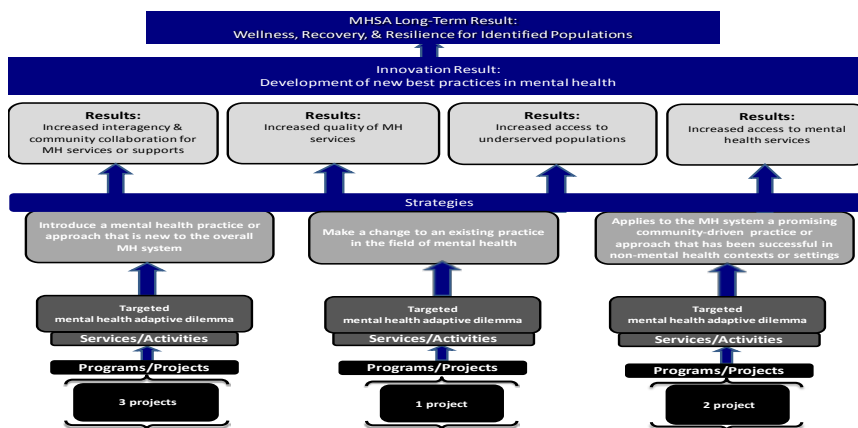 MHSA Long-Term Result:
Wellness, Recovery, & Resilience for Identified Populations
Innovation Result:
Development of new best practices in mental health
Results:
Increased interagency &
community collaboration for
MH services or supports
Results:
Increased quality of MH
services
Results:
Increased access to
underserved populations
Results:
Increased access to mental
health services
Strategies
Introduce a mental health practice or
approach that is new to the overall
MH system
Make a change to an existing practice
in the field of mental health
Applies to the MH system a promising
community-driven practice or
approach that has been successful in
non-mental health contexts or settings
Targeted
mental health adaptive dilemma
Targeted
mental health adaptive dilemma
Targeted
mental health adaptive dilemma
Services/Activities
Services/Activities
Services/Activities
Programs/Projects
Programs/Projects
Programs/Projects
3 projects
1 project
2 project